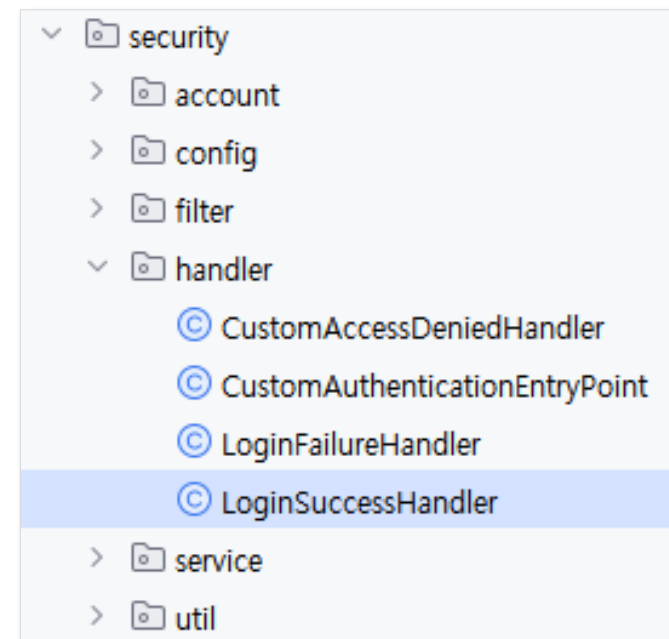 security
account
config
filter
handler
CustomAccessDeniedHandler
CustomAuthenticationEntryPoint
LoginFailureHandler
LoginSuccessHandler
service
util